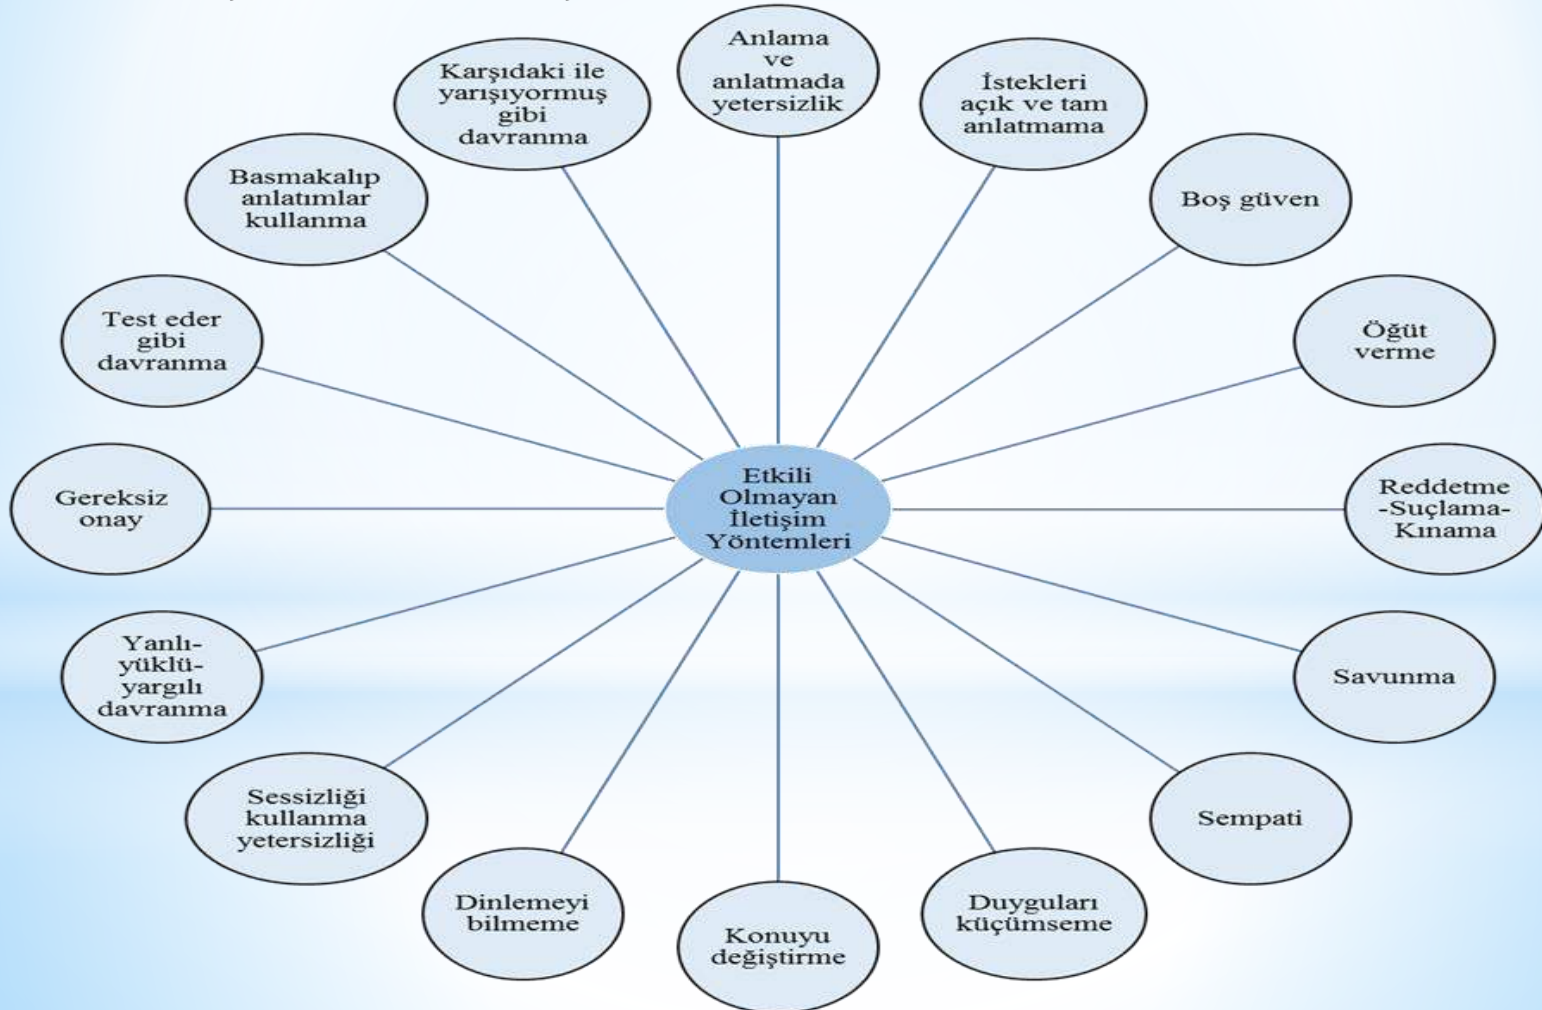 Anlama
ve
anlatmada
yetersizlik
İstekleri
açık ve tam
anlatmama
Boş güven
Öğüt
verme
Reddetme
-Suçlama-
Kınama
Savunma
Sempati
Duyguları
küçümseme
Konuyu
değiştirme
Dinlemeyi
bilmeme
Sessizliği
kullanma
yetersizliği
Yanlı-
yüklü-
yargılı
davranma
Gereksiz
onay
Test eder
gibi
davranma
Basmakalıp
anlatımlar
kullanma
Karşıdaki ile
yarışıyormuş
gibi
davranma
Etkili
Olmayan
İletişim
Yöntemleri